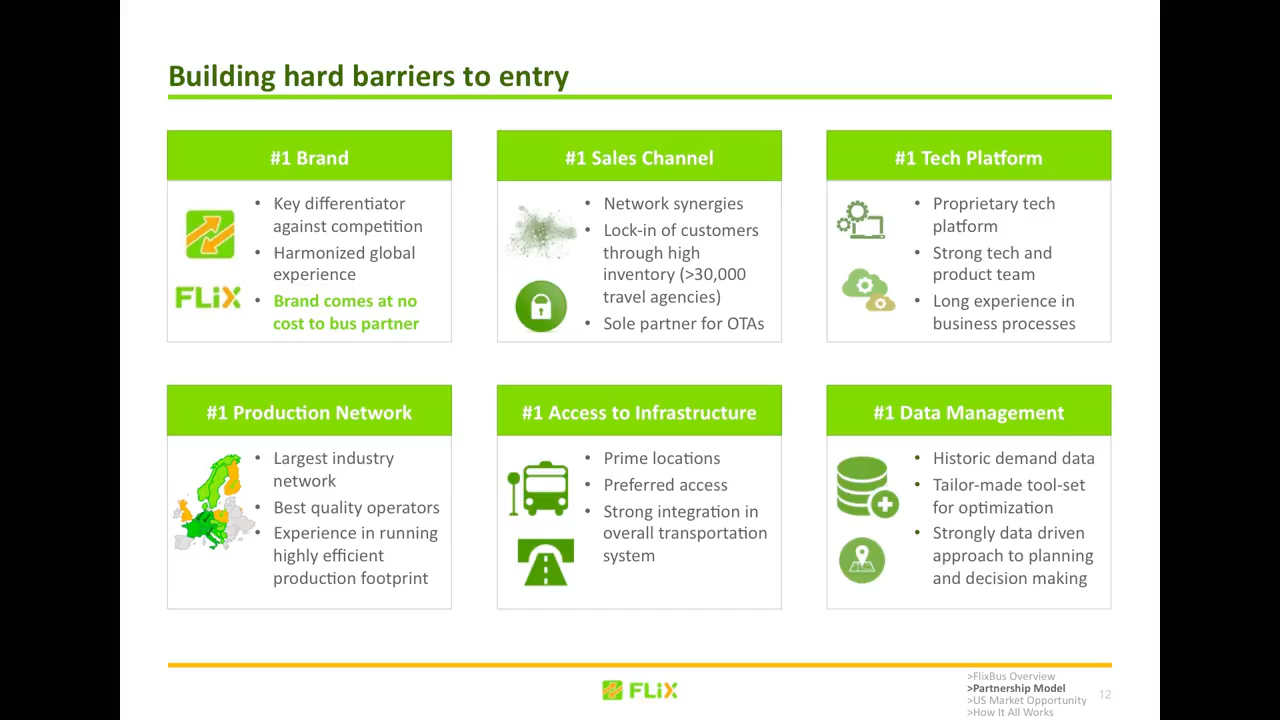 Building hard barriers to entry
#1 Brand
• Key differentiator
against competition
• Harmonized global
experience
• Brand comes at no
cost to bus partner
FLiX
#1 Sales Channel
• Network synergies
• Lock-in of customers
through high
inventory (>30,000
travel agencies)
• Sole partner for OTAs
#1 Tech Platform
• Proprietary tech
platform
• Strong tech and
product team
• Long experience in
business processes
#1 Production Network
• Largest industry
network
• Best quality operators
• Experience in running
highly efficient
production footprint
#1 Access to Infrastructure
• Prime locations
• Preferred access
• Strong integration in
overall transportation
system
#1 Data Management
• Historic demand data
• Tailor-made tool-set
for optimization
• Strongly data driven
approach to planning
and decision making
FLiX
>FlixBus Overview
>Partnership Model
>US Market Opportunity
>How It All Works
12